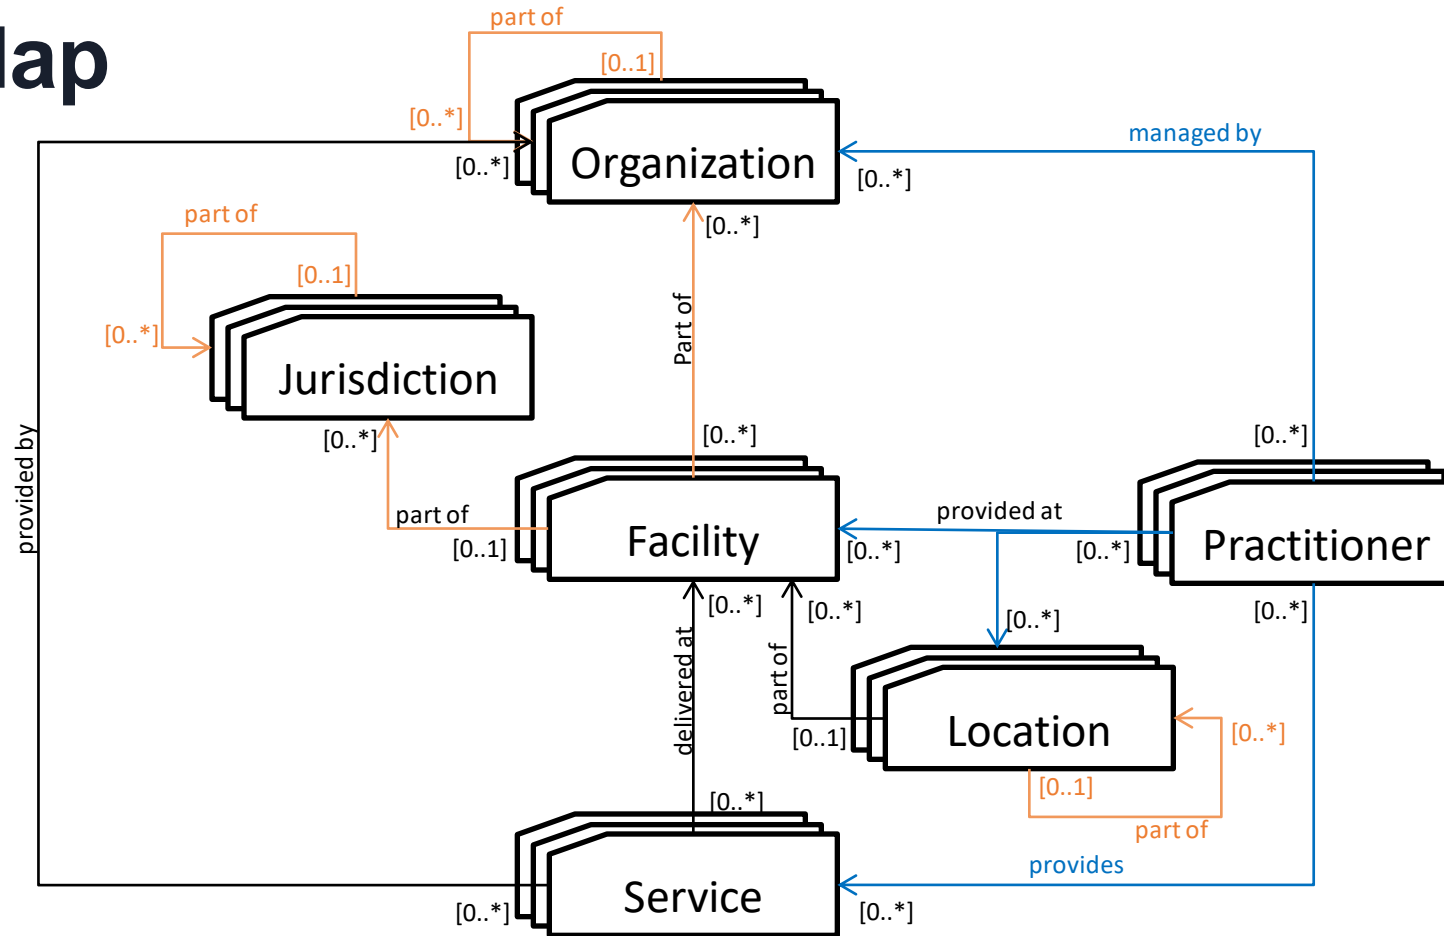 lap
part of
[0..1]
[0..*]
[0..*]
Organization
managed by
[0..*]
[0..*]
part of
[0..1]
[0..*]
Jurisdiction
[0..*]
Part of
[0..*]
[0..*]
provided by
part of
[0..1]
Facility
provided at
[0..*]
[0..*]
Practitioner
[0..*]
[0..*]
[0..*]
[0..*]
delivered at
part of
[0..1]
Location
[0..*]
[0..1]
part of
[0..*]
provides
Service
[0..*]
[0..*]